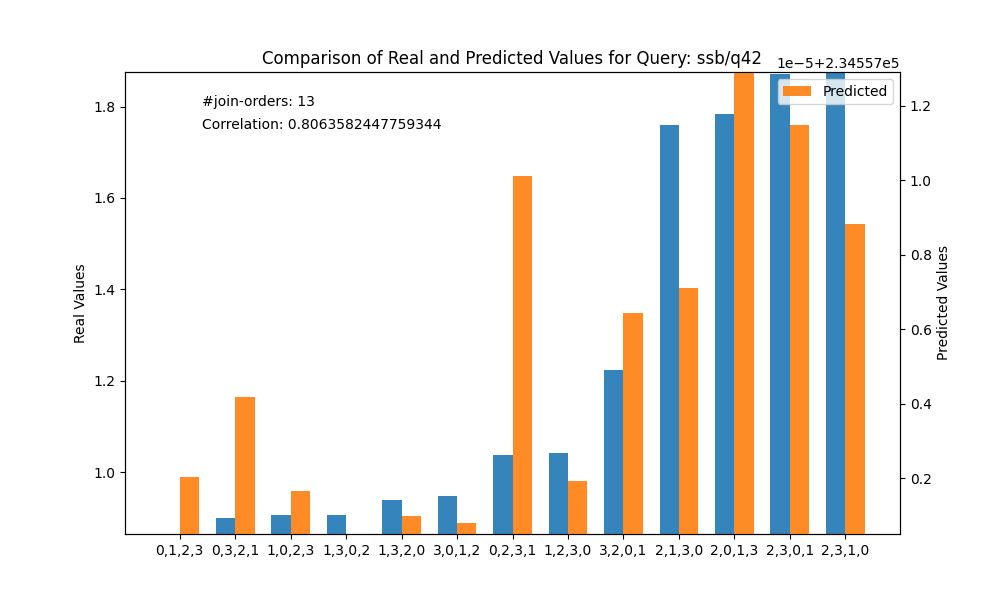 Comparison of Real and Predicted Values for Query: ssb/q42
1e-5+2.34557e5
Predicted
#join-orders: 13
Correlation: 0.8063582447759344
Real Values
1.8
1.6
1.4
1.2
1.0
1.2
1.0
0.8
0.6
0.4
0.2
Predicted Values
0,1,2,3 0,3,2,1 1,0,2,3 1,3,0,2 1,3,2,0 3,0,1,2 0,2,3,1 1,2,3,0 3,2,0,1 2,1,3,0 2,0,1,3 2,3,0,1 2,3,1,0